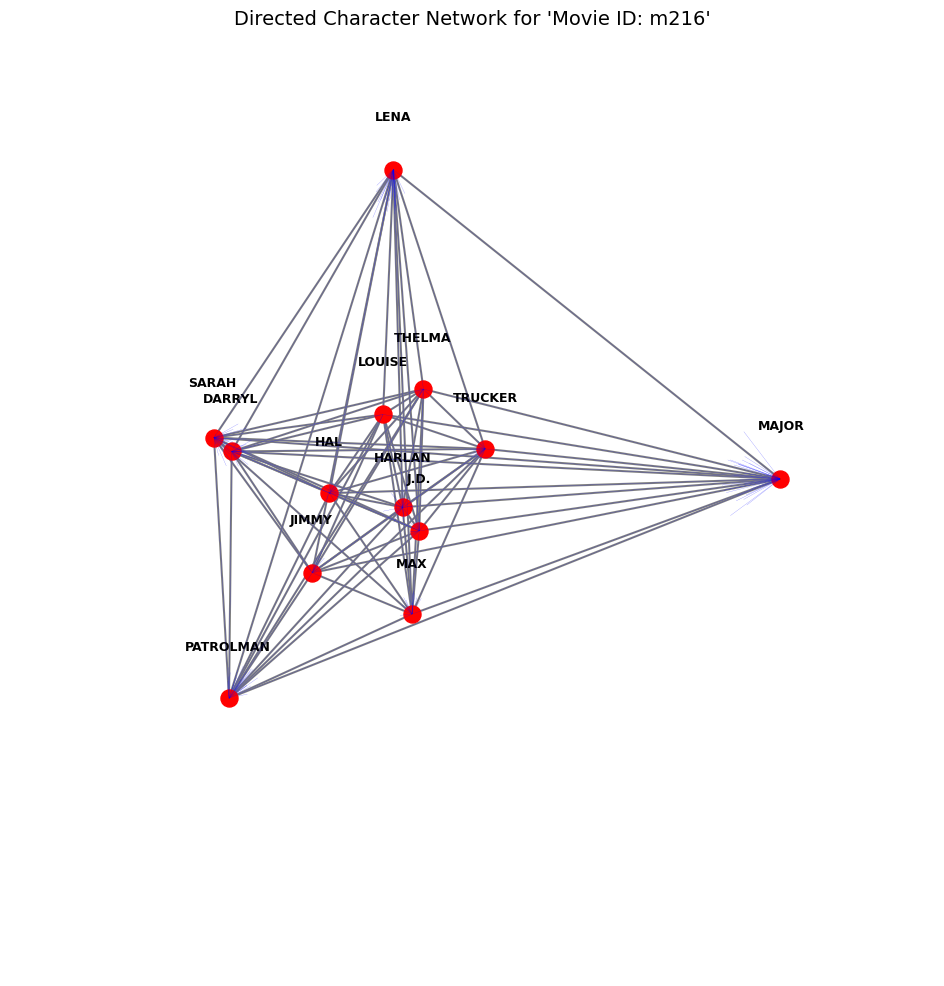 Directed Character Network for 'Movie ID: m216'
LENA
THELMA
LOUISE
SARAH
DARRYL
TRUCKER
MAJOR
HAL
HARLAN
J.D.
JIMMY
MAX
PATROLMAN